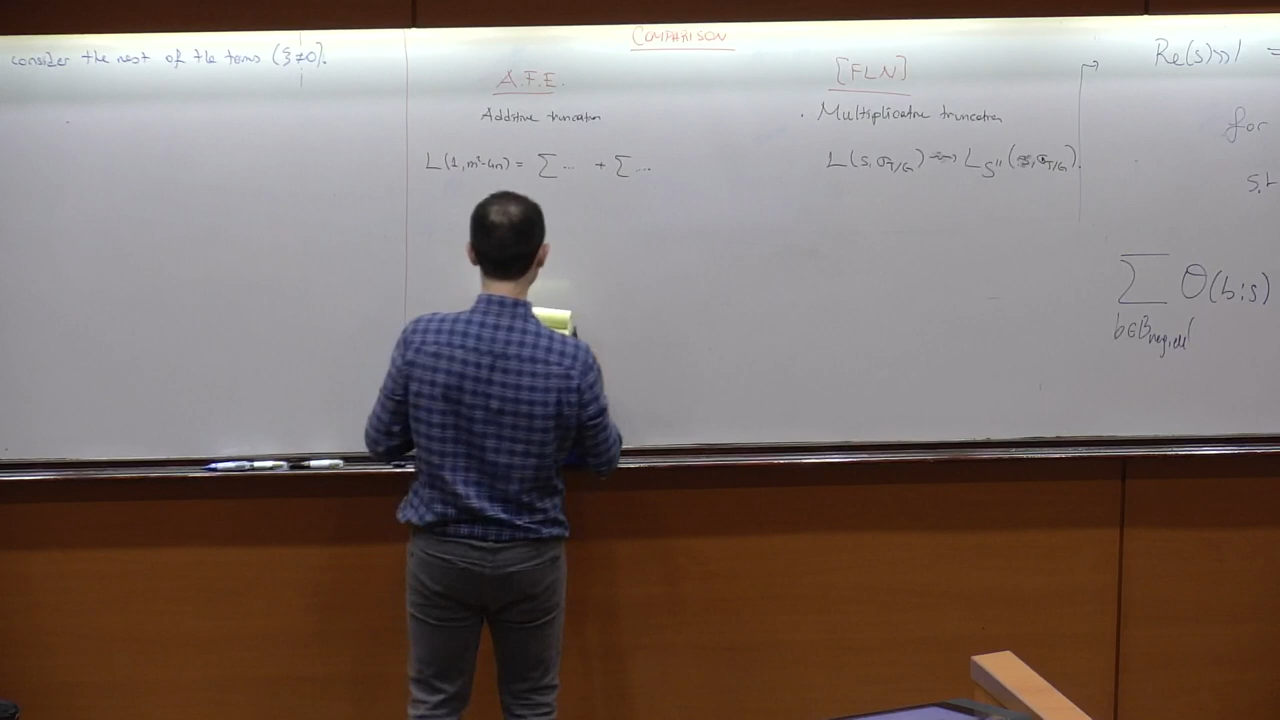 consider the rest of the terms (ξ≠0).
COMPARISON
A.F.E.
Additive truncation
L(1, m²-4n) = ∑ ... + ∑ ...
[FLN]
· Multiplicative truncation
L(s, σ_{T/G}) ⟿ L_{S''}(s, σ_{T/G}).
Re(s)>>1 =
for
s.t
∑ θ(b:s)
b∈B_{reg,ell}